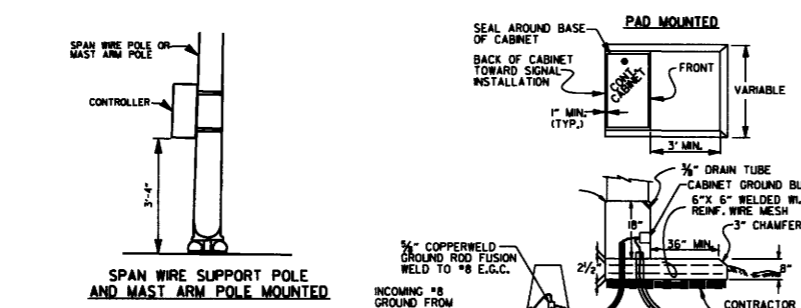 SPAN WIRE POLE OR
MAST ARM POLE
CONTROLLER
3'-4"
SPAN WIRE SUPPORT POLE
AND MAST ARM POLE MOUNTED
PAD MOUNTED
SEAL AROUND BASE
OF CABINET
BACK OF CABINET
TOWARD SIGNAL
INSTALLATION
CONT.
CABINET
FRONT
VARIABLE
1" MIN.
(TYP.)
3' MIN.
⅜" DRAIN TUBE
CABINET GROUND BU
6"X 6" WELDED WI
REINF. WIRE MESH
3" CHAMFER
18"
36" MIN.
2½"
8"
⅝" COPPERWELD
GROUND ROD FUSION
WELD TO #8 E.G.C.
INCOMING #8
GROUND FROM
CONTRACTOR